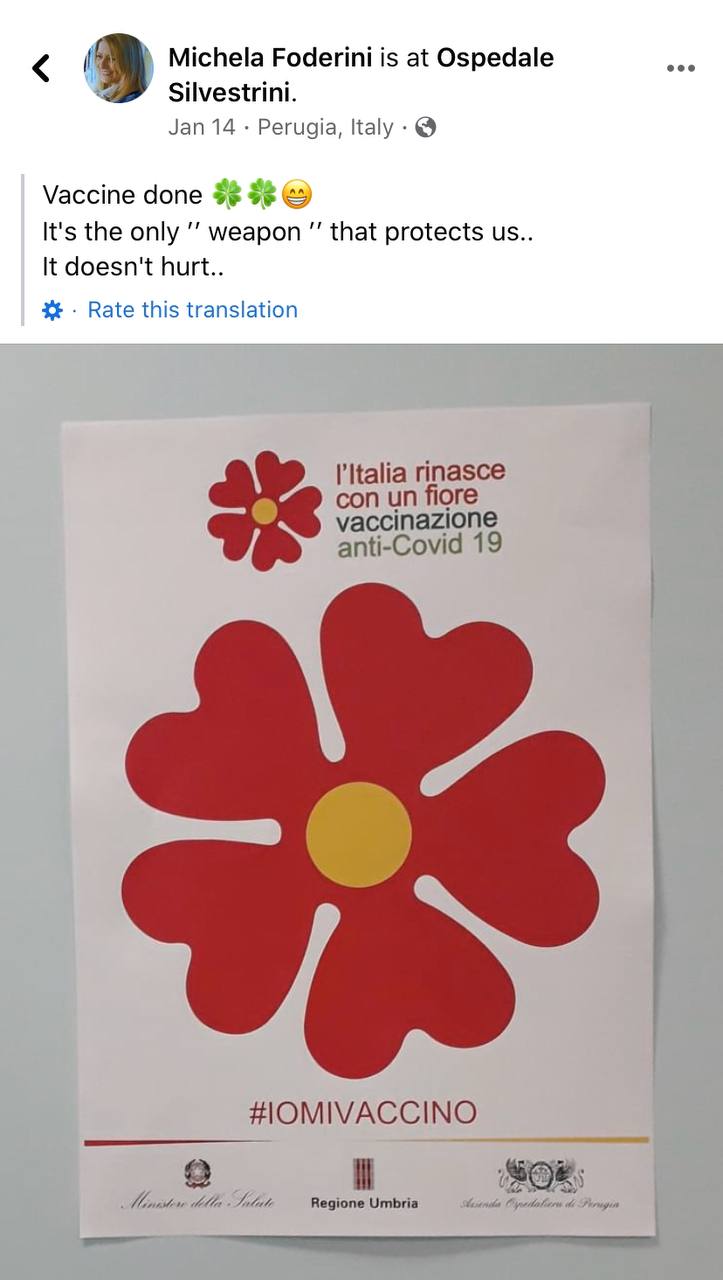 Michela Foderini is at Ospedale
Silvestrini.
Jan 14 · Perugia, Italy ·
Vaccine done 🍀🍀😁
It's the only ’’ weapon ’’ that protects us..
It doesn't hurt..
· Rate this translation
l'Italia rinasce
con un fiore
vaccinazione
anti-Covid 19
#IOMIVACCINO
Ministero della Salute
Regione Umbria
Azienda Ospedaliera di Perugia